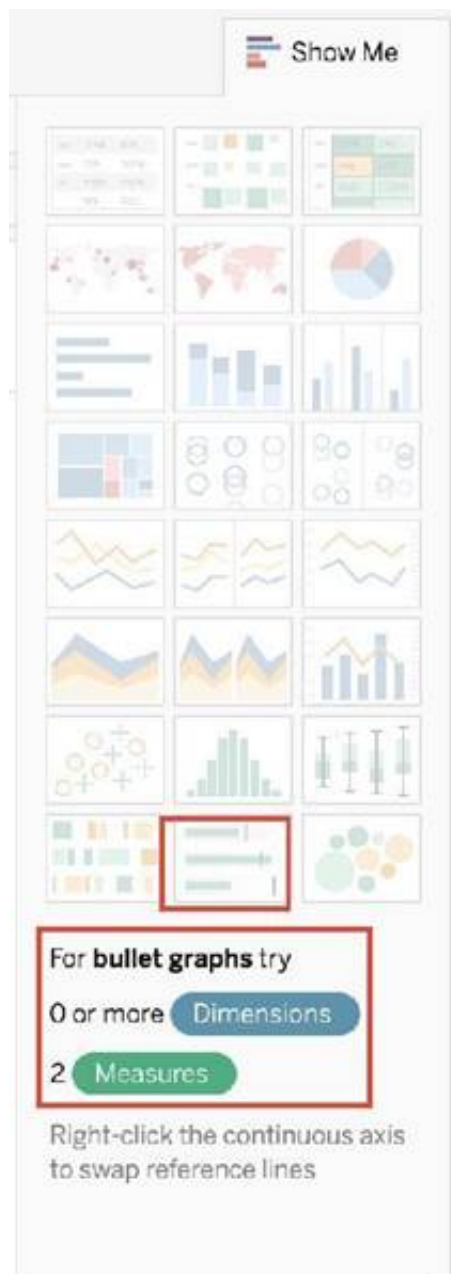 Show Me
For bullet graphs try
0 or more Dimensions
2 Measures
Right-click the continuous axis
to swap reference lines